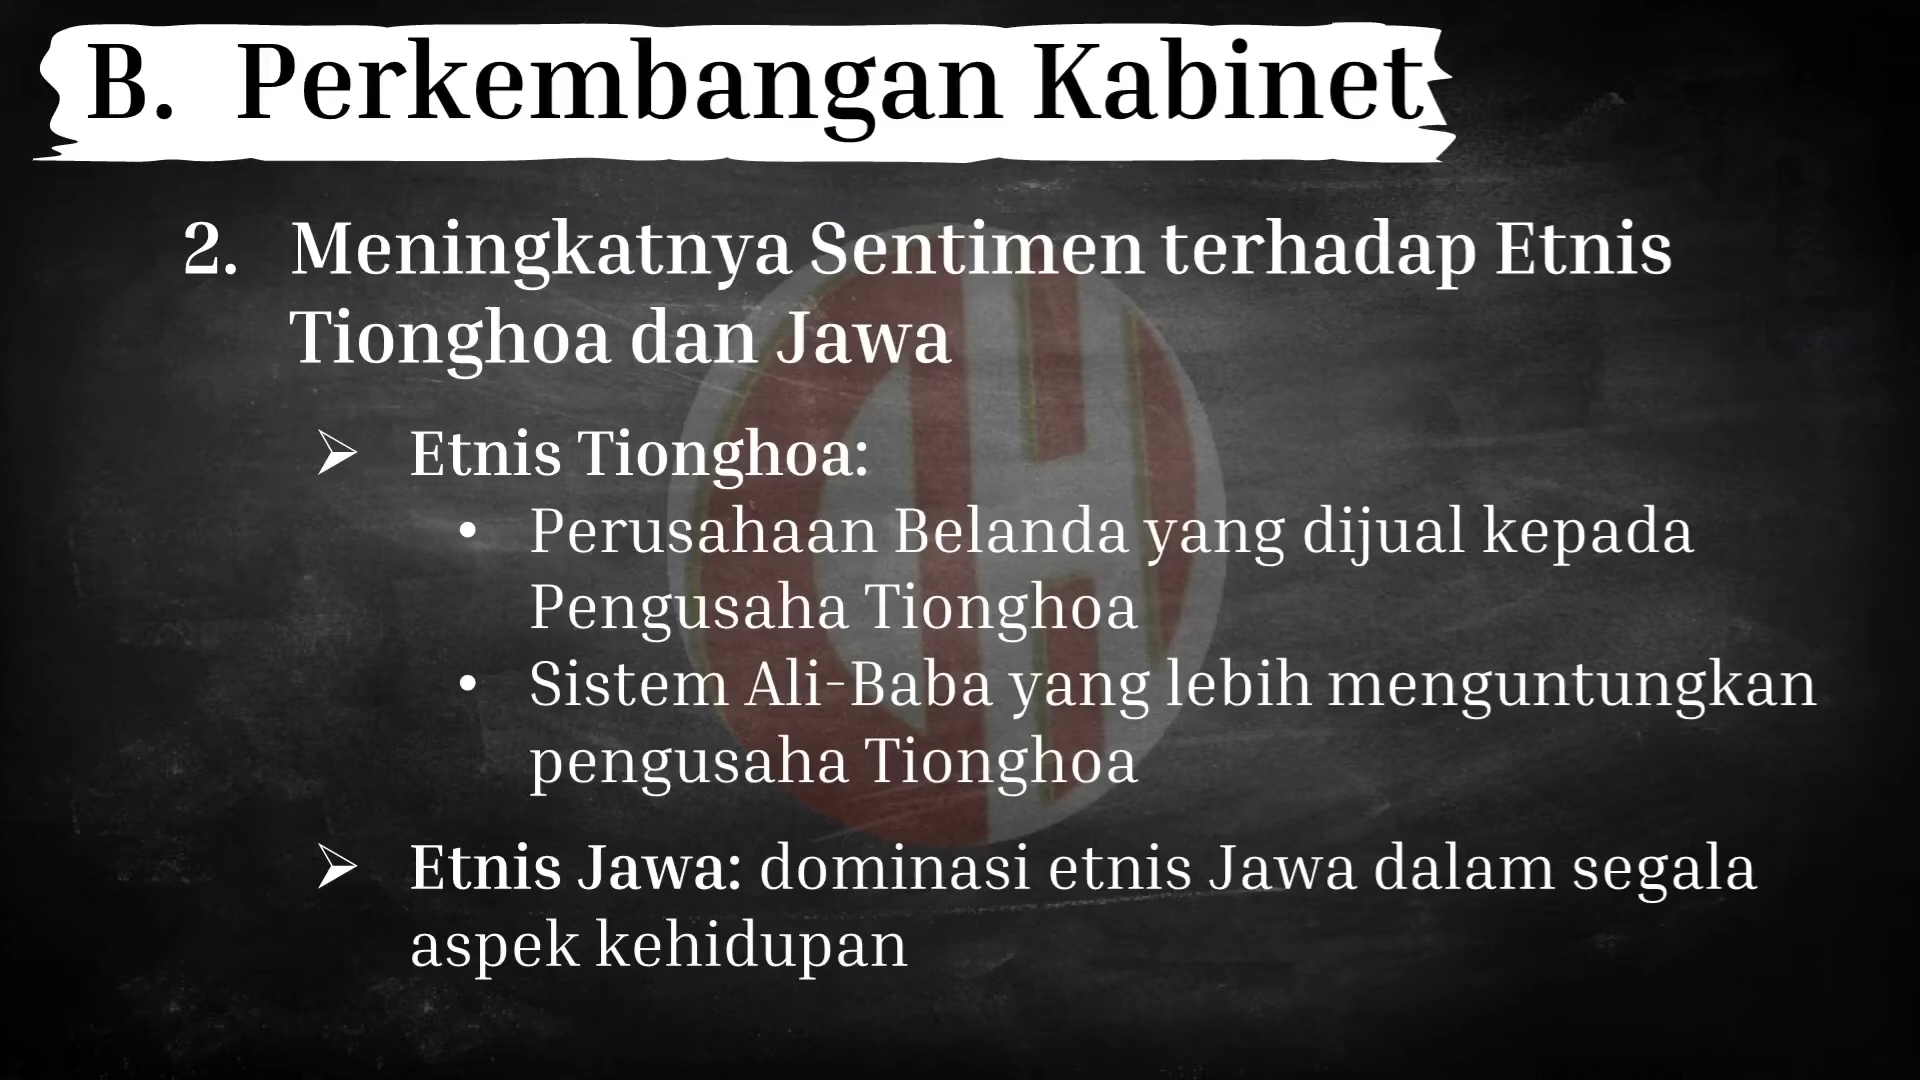 B. Perkembangan Kabinet
2. Meningkatnya Sentimen terhadap Etnis
Tionghoa dan Jawa
➢ Etnis Tionghoa:
• Perusahaan Belanda yang dijual kepada
Pengusaha Tionghoa
• Sistem Ali-Baba yang lebih menguntungkan
pengusaha Tionghoa
➢ Etnis Jawa: dominasi etnis Jawa dalam segala
aspek kehidupan